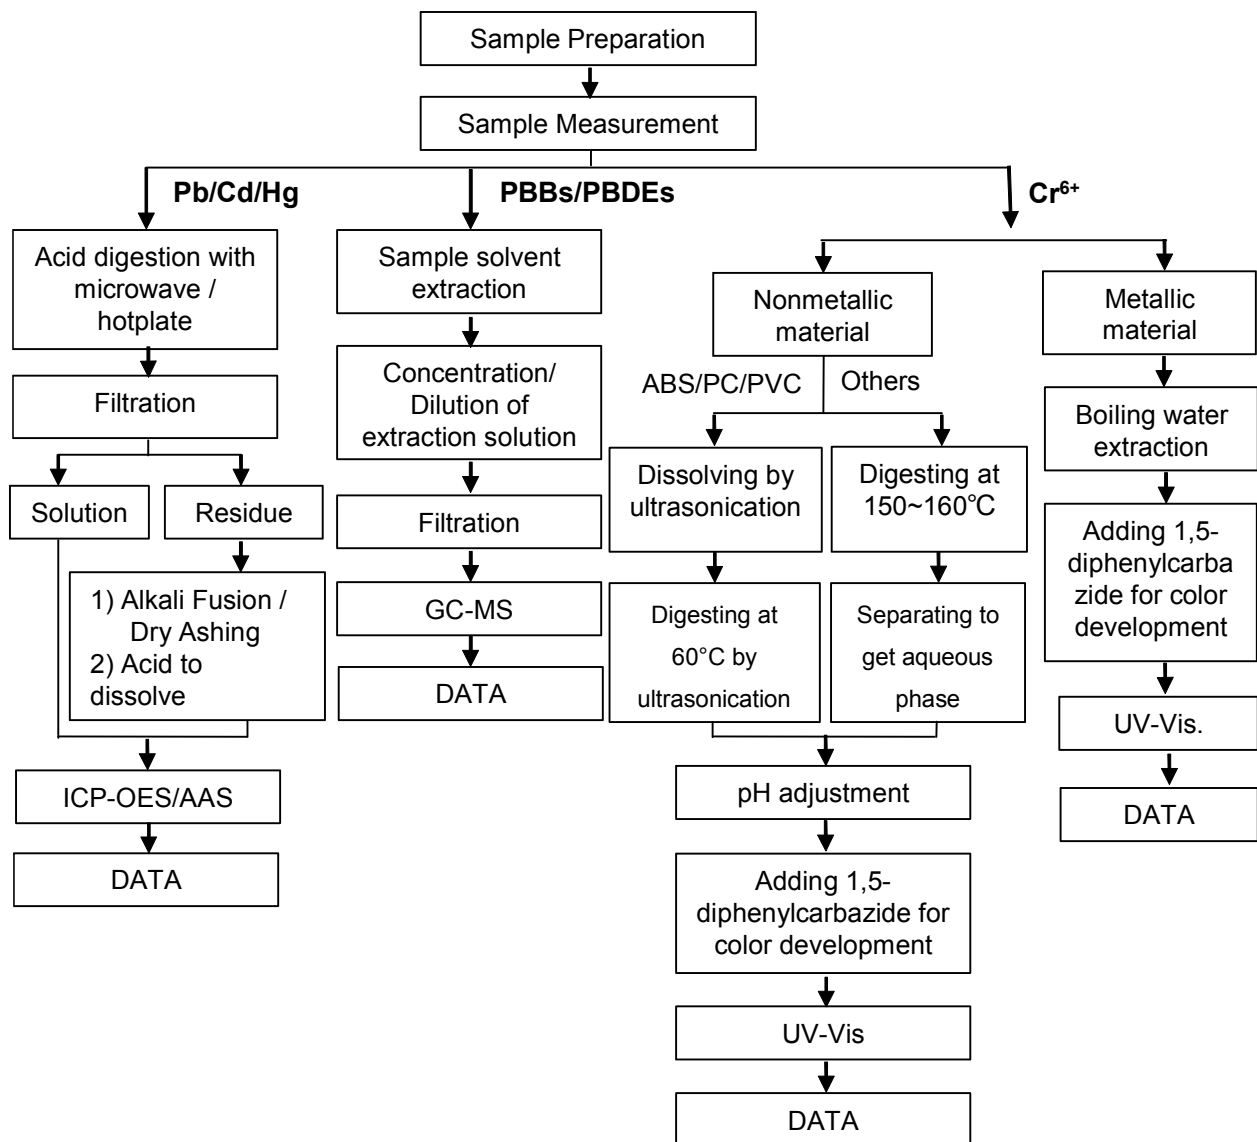 Sample Preparation
Sample Measurement
Pb/Cd/Hg
PBBs/PBDEs
Cr⁶⁺
Acid digestion with
microwave /
hotplate
Filtration
Solution
Residue
1) Alkali Fusion /
Dry Ashing
2) Acid to
dissolve
ICP-OES/AAS
DATA
Sample solvent
extraction
Concentration/
Dilution of
extraction solution
Filtration
GC-MS
DATA
Nonmetallic
material
ABS/PC/PVC
Others
Dissolving by
ultrasonication
Digesting at
60°C by
ultrasonication
Digesting at
150~160℃
Separating to
get aqueous
phase
pH adjustment
Adding 1,5-
diphenylcarbazide for
color development
UV-Vis
DATA
Metallic
material
Boiling water
extraction
Adding 1,5-
diphenylcarba
zide for color
development
UV-Vis.
DATA